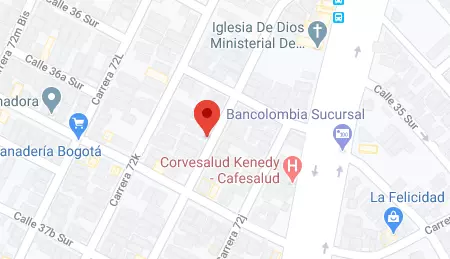 Calle 36 Sur
Carrera 72m Bis
Iglesia De Dios
Ministerial De...
Calle 36a Sur
Carrera 72L
nadora
Calle 35 Sur
Bancolombia Sucursal
anadería Bogotá
Carrera 72k
Corvesalud Kenedy
- Cafesalud
H
La Felicidad
Carrera 72j
Calle 37b Sur